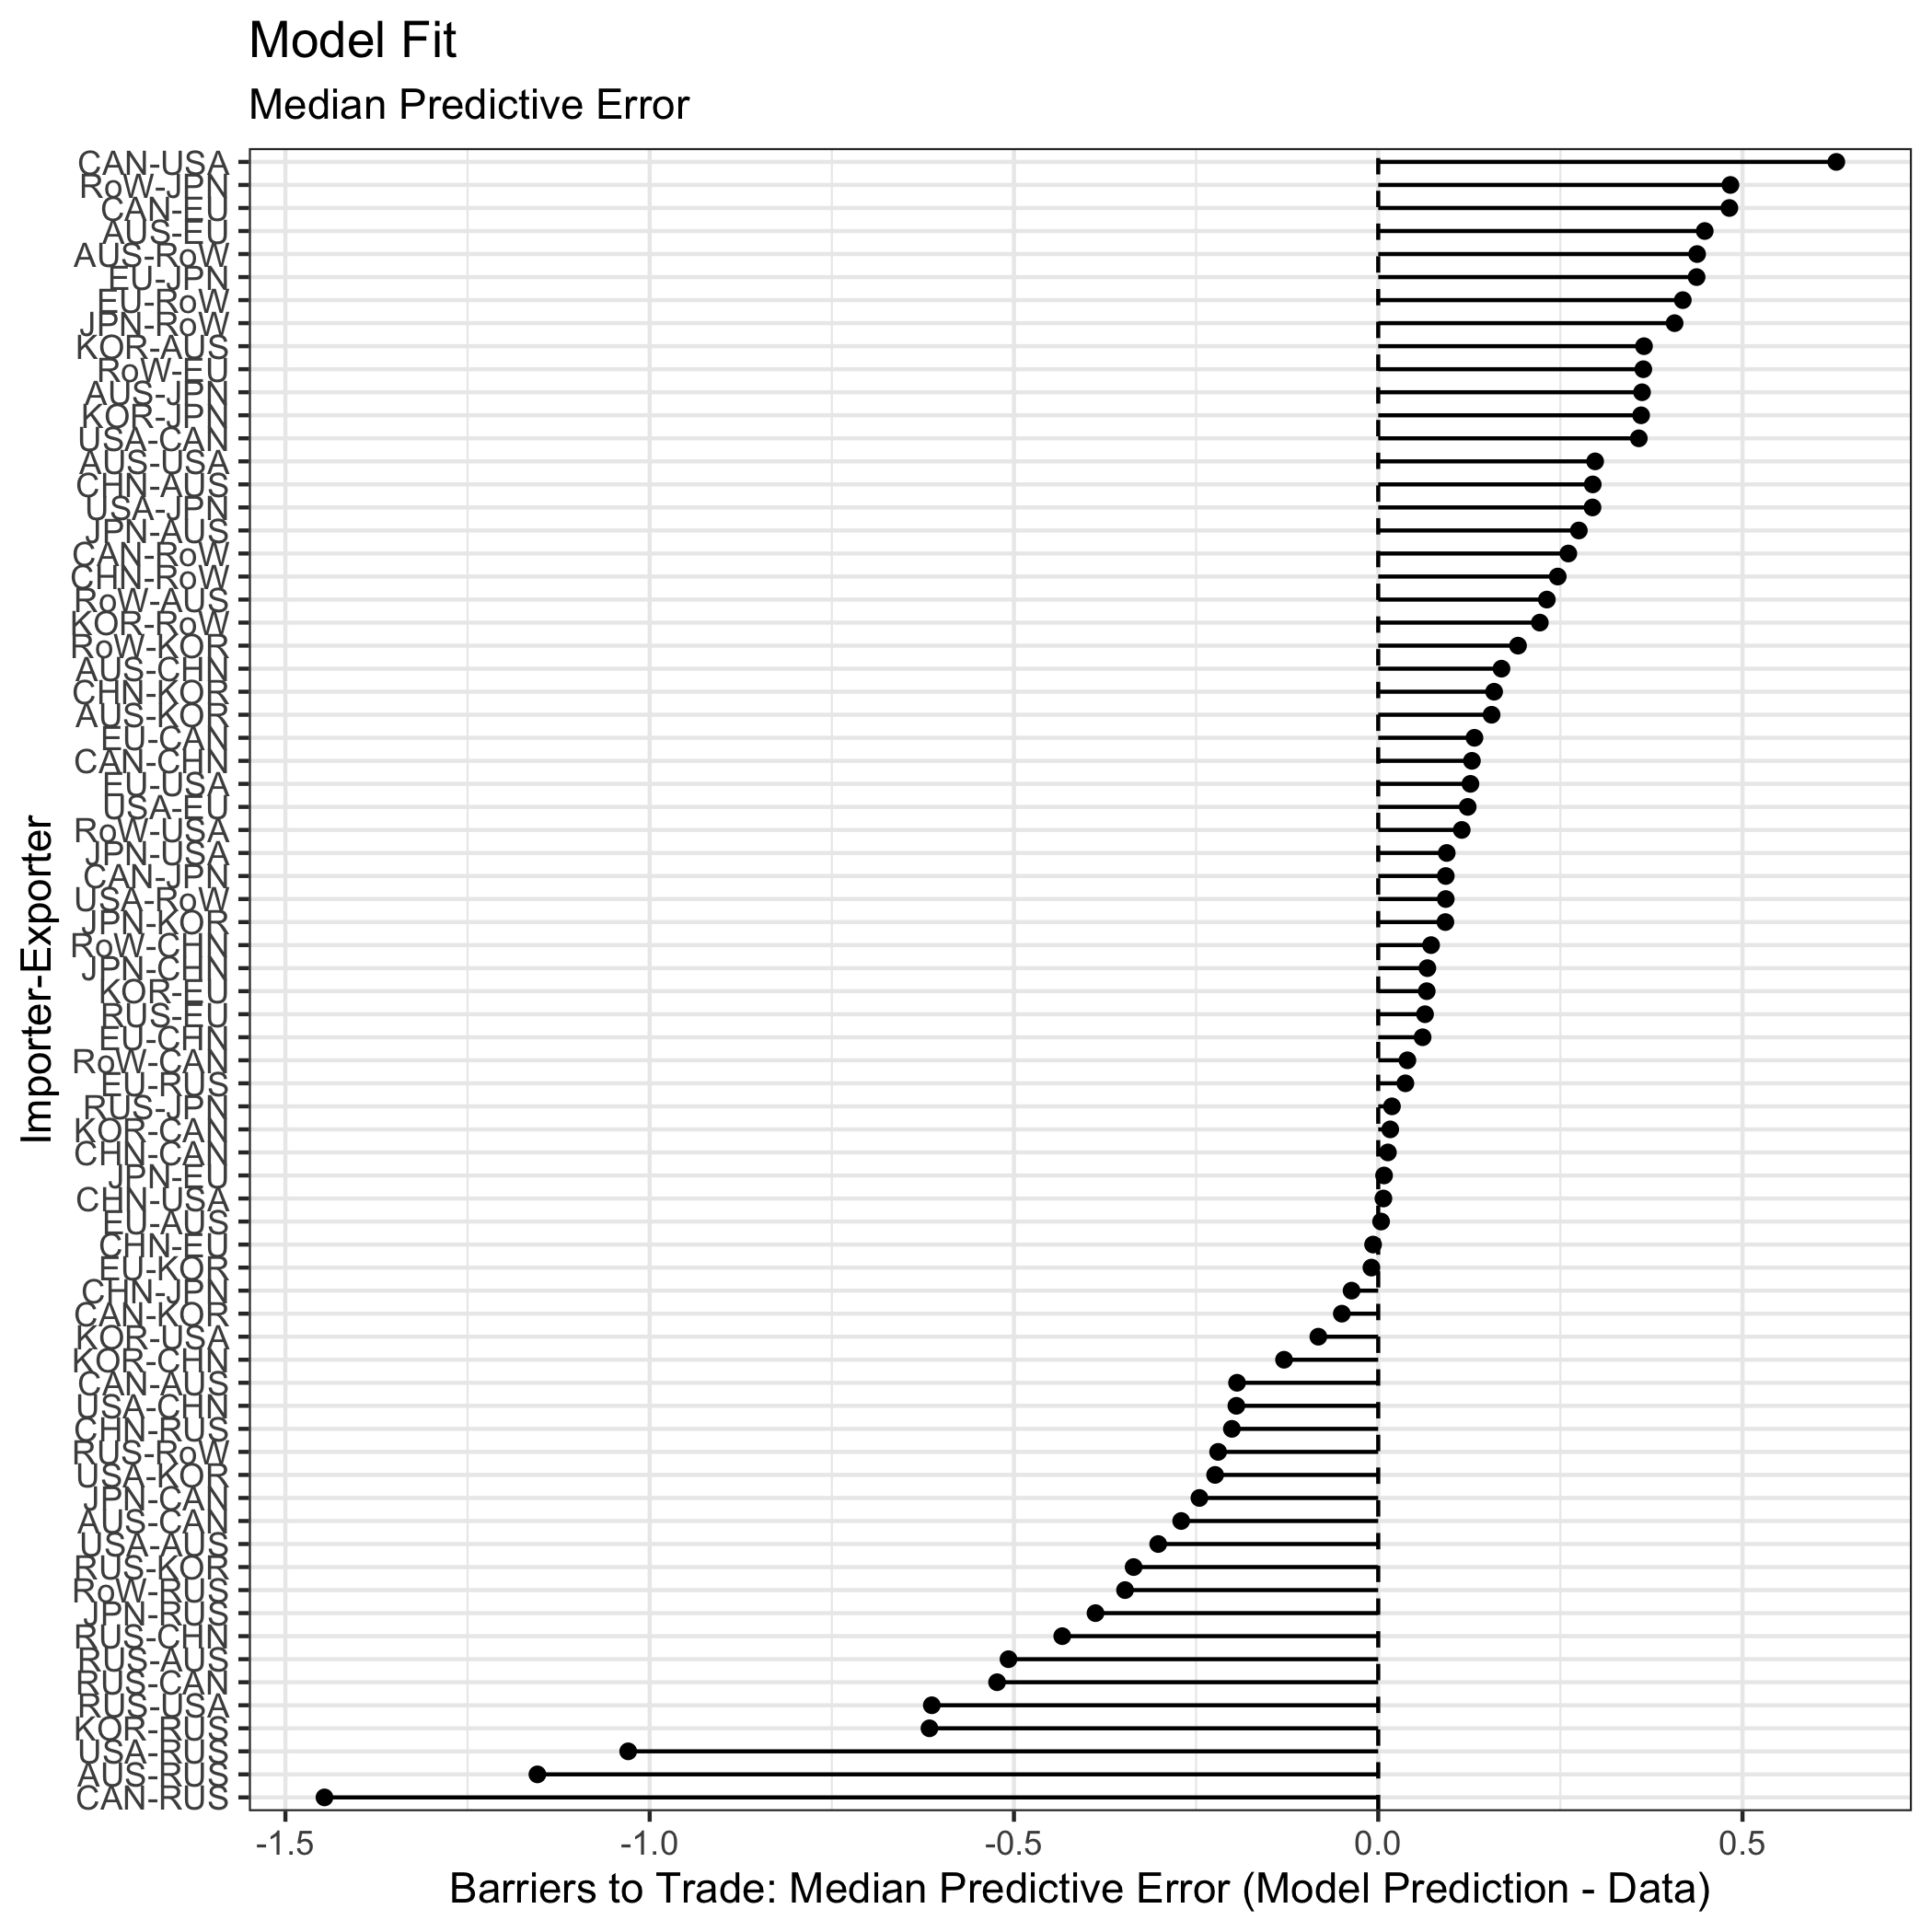 Model Fit
Median Predictive Error
CAN-USA
RoW-JPN
CAN-EU
AUS-EU
AUS-RoW
EU-JPN
EU-RoW
JPN-RoW
KOR-AUS
RoW-EU
AUS-JPN
KOR-JPN
USA-CAN
AUS-USA
CHN-AUS
USA-JPN
JPN-AUS
CAN-RoW
CHN-RoW
RoW-AUS
KOR-RoW
RoW-KOR
AUS-CHN
CHN-KOR
AUS-KOR
EU-CAN
CAN-CHN
EU-USA
USA-EU
RoW-USA
JPN-USA
CAN-JPN
USA-RoW
JPN-KOR
RoW-CHN
JPN-CHN
KOR-EU
RUS-EU
EU-CHN
RoW-CAN
EU-RUS
RUS-JPN
KOR-CAN
CHN-CAN
JPN-EU
CHN-USA
EU-AUS
CHN-EU
EU-KOR
CHN-JPN
CAN-KOR
KOR-USA
KOR-CHN
CAN-AUS
USA-CHN
CHN-RUS
RUS-RoW
USA-KOR
JPN-CAN
AUS-CAN
USA-AUS
RUS-KOR
RoW-RUS
JPN-RUS
RUS-CHN
RUS-AUS
RUS-CAN
RUS-USA
KOR-RUS
USA-RUS
AUS-RUS
CAN-RUS
Importer-Exporter
-1.5 -1.0 -0.5 0.0 0.5
Barriers to Trade: Median Predictive Error (Model Prediction - Data)